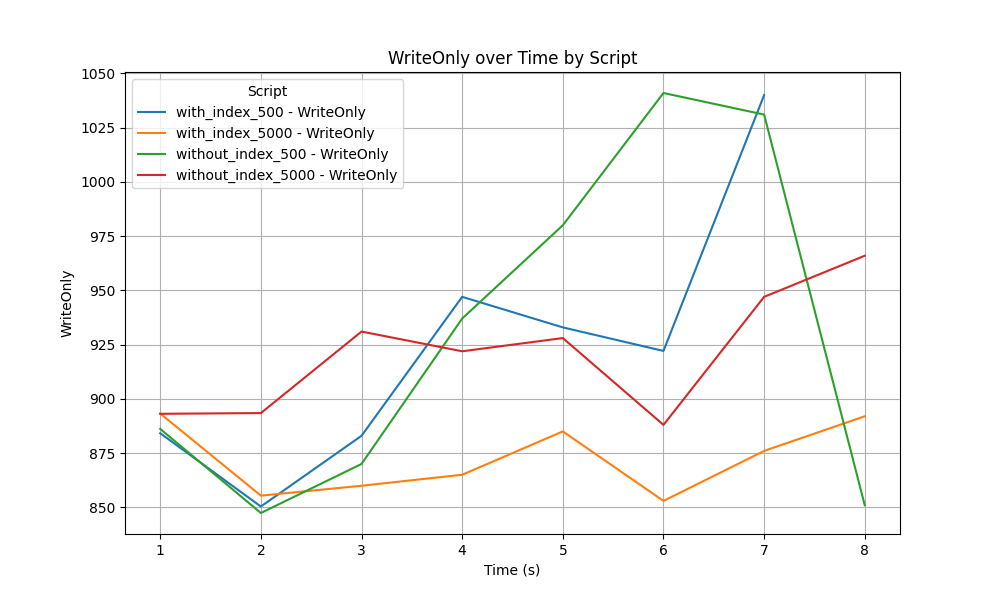 WriteOnly over Time by Script
Script
with_index_500 - WriteOnly
with_index_5000 - WriteOnly
without_index_500 - WriteOnly
without_index_5000 - WriteOnly
WriteOnly
1050
1025
1000
975
950
925
900
875
850
1 2 3 4 5 6 7 8
Time (s)